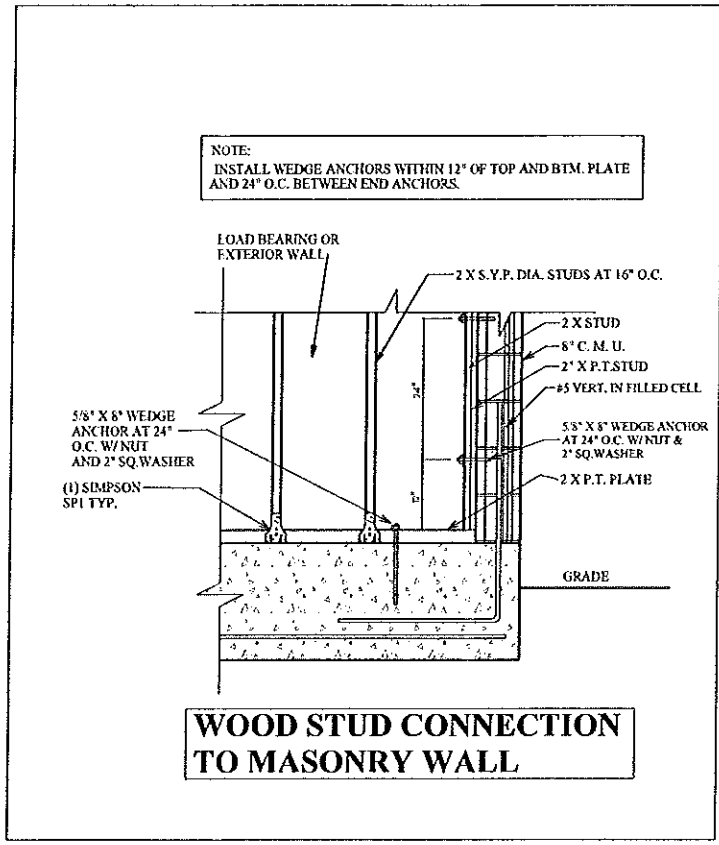 NOTE:
INSTALL WEDGE ANCHORS WITHIN 12" OF TOP AND BTM. PLATE
AND 24" O.C. BETWEEN END ANCHORS.
LOAD BEARING OR
EXTERIOR WALL
2 X S.Y.P. DIA. STUDS AT 16" O.C.
2 X STUD
8" C. M. U.
2" X P.T.STUD
#5 VERT. IN FILLED CELL
24"
5/8" X 8" WEDGE
ANCHOR AT 24"
O.C. W/ NUT
AND 2" SQ.WASHER
5/8" X 8" WEDGE ANCHOR
AT 24" O.C. W/ NUT &
2" SQ.WASHER
(1) SIMPSON
SP1 TYP.
12"
2 X P.T. PLATE
GRADE
WOOD STUD CONNECTION
TO MASONRY WALL